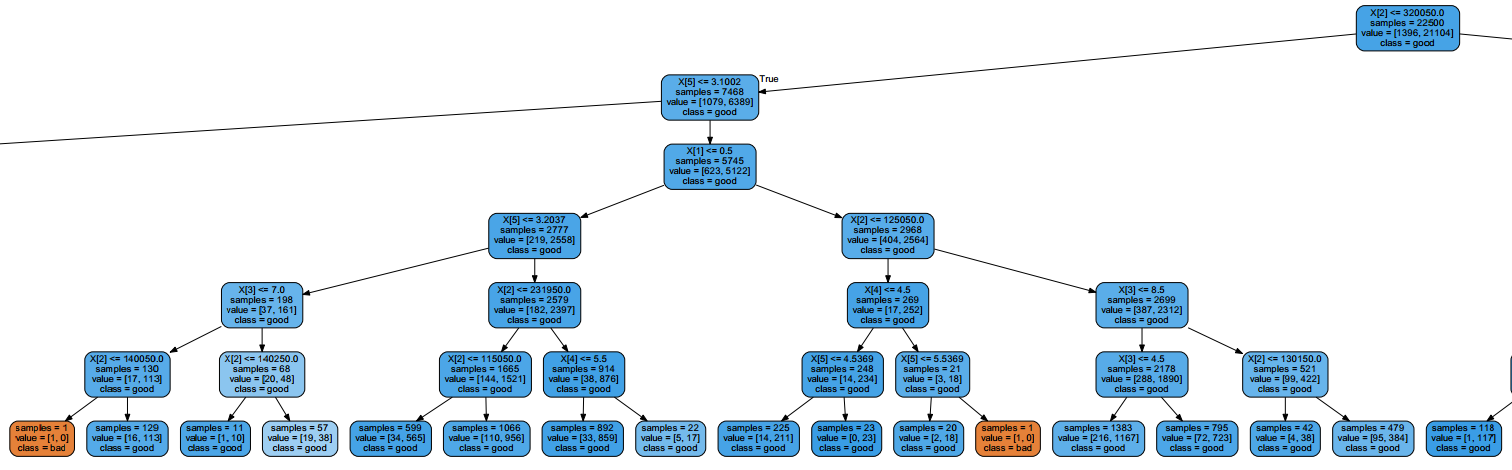 X[2] <= 320050.0
samples = 22500
value = [1396, 21104]
class = good
True
X[5] <= 3.1002
samples = 7468
value = [1079, 6389]
class = good
X[1] <= 0.5
samples = 5745
value = [623, 5122]
class = good
X[5] <= 3.2037
samples = 2777
value = [219, 2558]
class = good
X[2] <= 125050.0
samples = 2968
value = [404, 2564]
class = good
X[3] <= 7.0
samples = 198
value = [37, 161]
class = good
X[2] <= 231950.0
samples = 2579
value = [182, 2397]
class = good
X[4] <= 4.5
samples = 269
value = [17, 252]
class = good
X[3] <= 8.5
samples = 2699
value = [387, 2312]
class = good
X[2] <= 140050.0
samples = 130
value = [17, 113]
class = good
X[2] <= 140250.0
samples = 68
value = [20, 48]
class = good
X[2] <= 115050.0
samples = 1665
value = [144, 1521]
class = good
X[4] <= 5.5
samples = 914
value = [38, 876]
class = good
X[5] <= 4.5369
samples = 248
value = [14, 234]
class = good
X[5] <= 5.5369
samples = 21
value = [3, 18]
class = good
X[3] <= 4.5
samples = 2178
value = [288, 1890]
class = good
X[2] <= 130150.0
samples = 521
value = [99, 422]
class = good
samples = 1
value = [1, 0]
class = bad
samples = 129
value = [16, 113]
class = good
samples = 11
value = [1, 10]
class = good
samples = 57
value = [19, 38]
class = good
samples = 599
value = [34, 565]
class = good
samples = 1066
value = [110, 956]
class = good
samples = 892
value = [33, 859]
class = good
samples = 22
value = [5, 17]
class = good
samples = 225
value = [14, 211]
class = good
samples = 23
value = [0, 23]
class = good
samples = 20
value = [2, 18]
class = good
samples = 1
value = [1, 0]
class = bad
samples = 1383
value = [216, 1167]
class = good
samples = 795
value = [72, 723]
class = good
samples = 42
value = [4, 38]
class = good
samples = 479
value = [95, 384]
class = good
samples = 118
value = [1, 117]
class = good